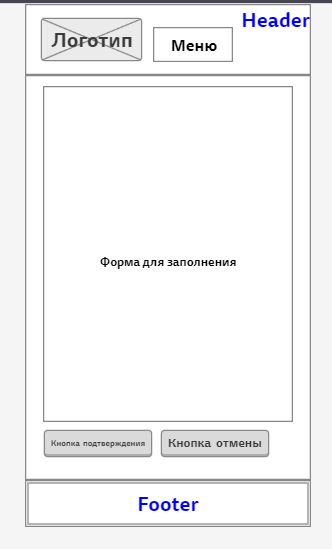 Header
Логотип
Меню
Форма для заполнения
Кнопка подтверждения
Кнопка отмены
Footer